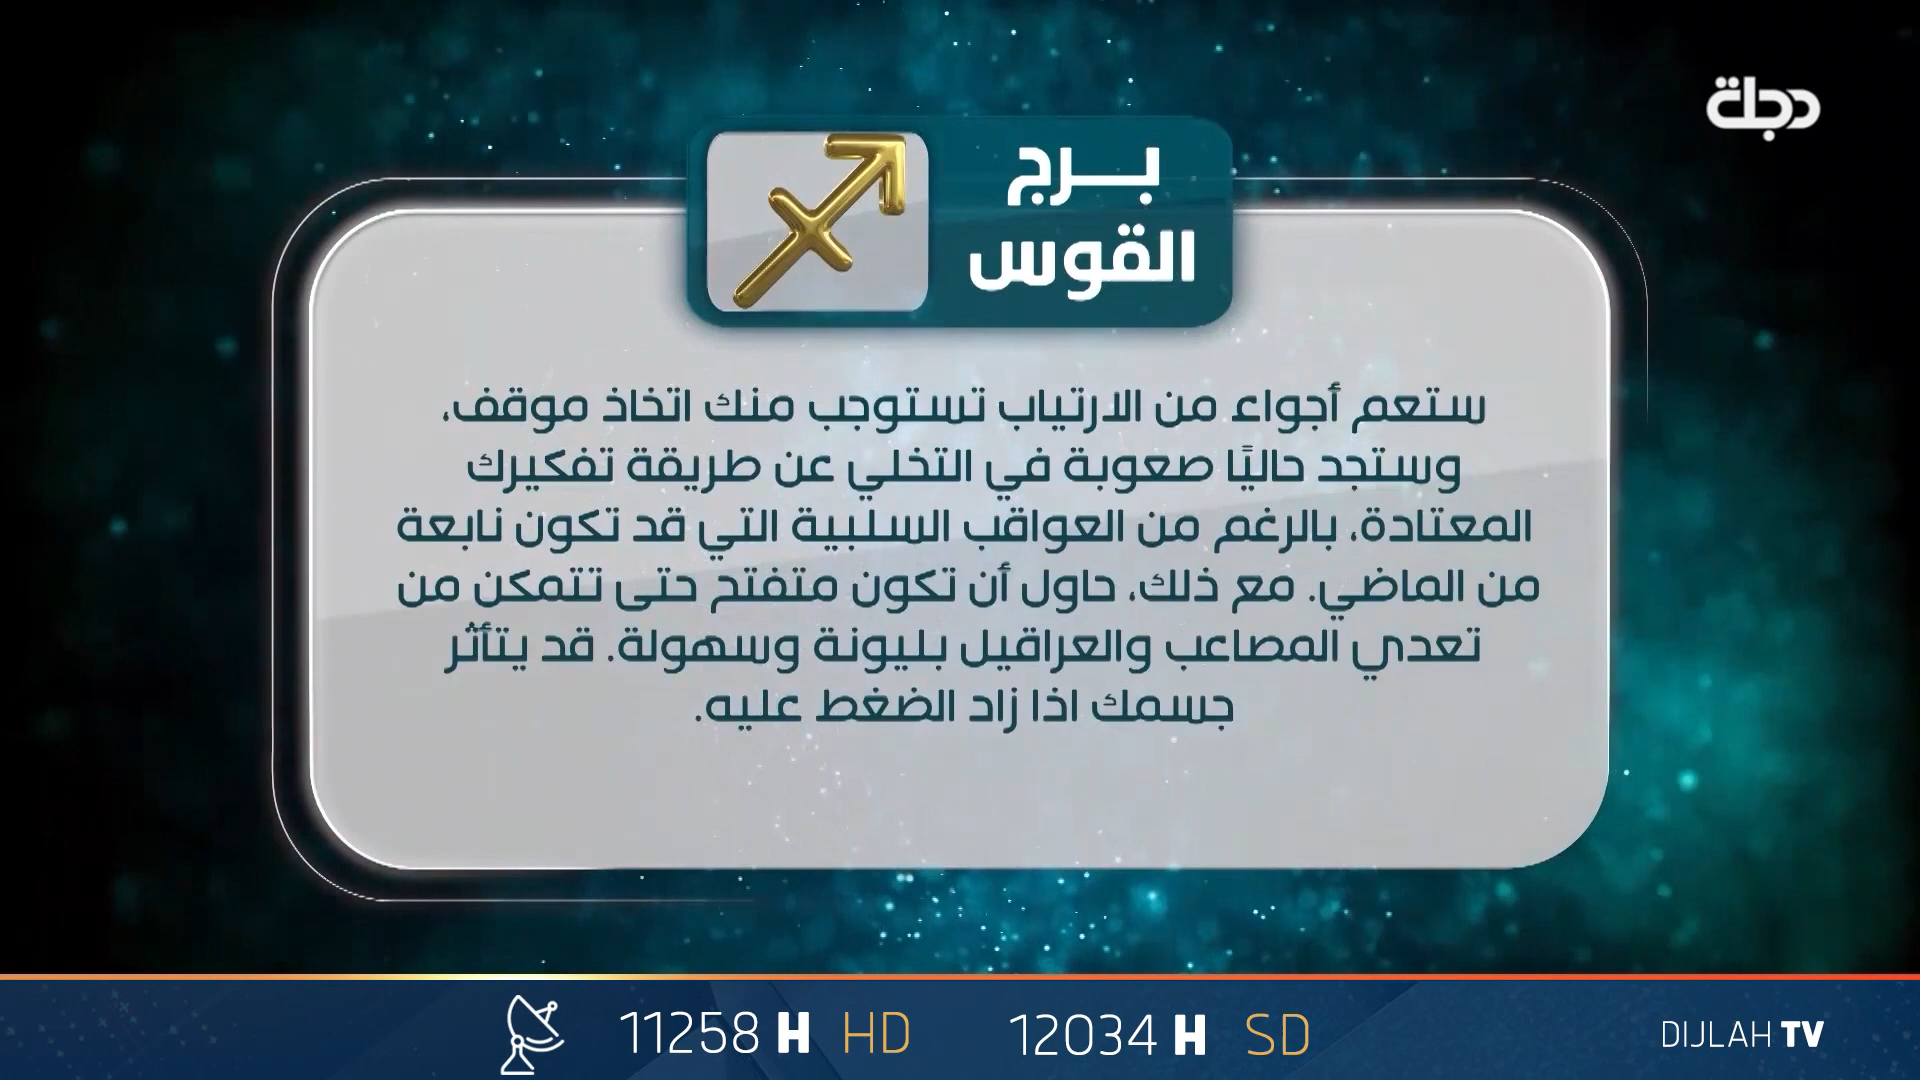 دجلة
بـرج
القوس
ستعم أجواء من الارتياب تستوجب منك اتخاذ موقف،
وستجد حاليًا صعوبة في التخلي عن طريقة تفكيرك
المعتادة، بالرغم من العواقب السلبية التي قد تكون نابعة
من الماضي. مع ذلك، حاول أن تكون متفتح حتى تتمكن من
تعدي المصاعب والعراقيل بليونة وسهولة. قد يتأثر
جسمك اذا زاد الضغط عليه.
11258 H HD 12034 H SD DIJLAH TV